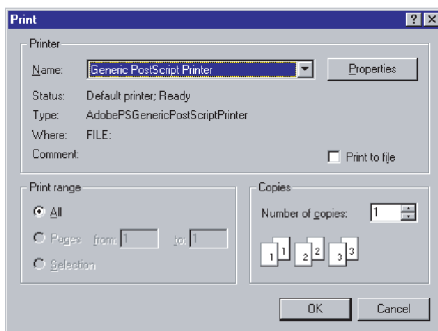 Print
Printer
Name: Generic PostScript Printer Properties
Status: Default printer; Ready
Type: AdobePSGenericPostScriptPrinter
Where: FILE:
Comment: Print to file
Print range
All
Pages from: 1 to: 1
Selection
Copies
Number of copies: 1
1 1 2 2 3 3
OK Cancel